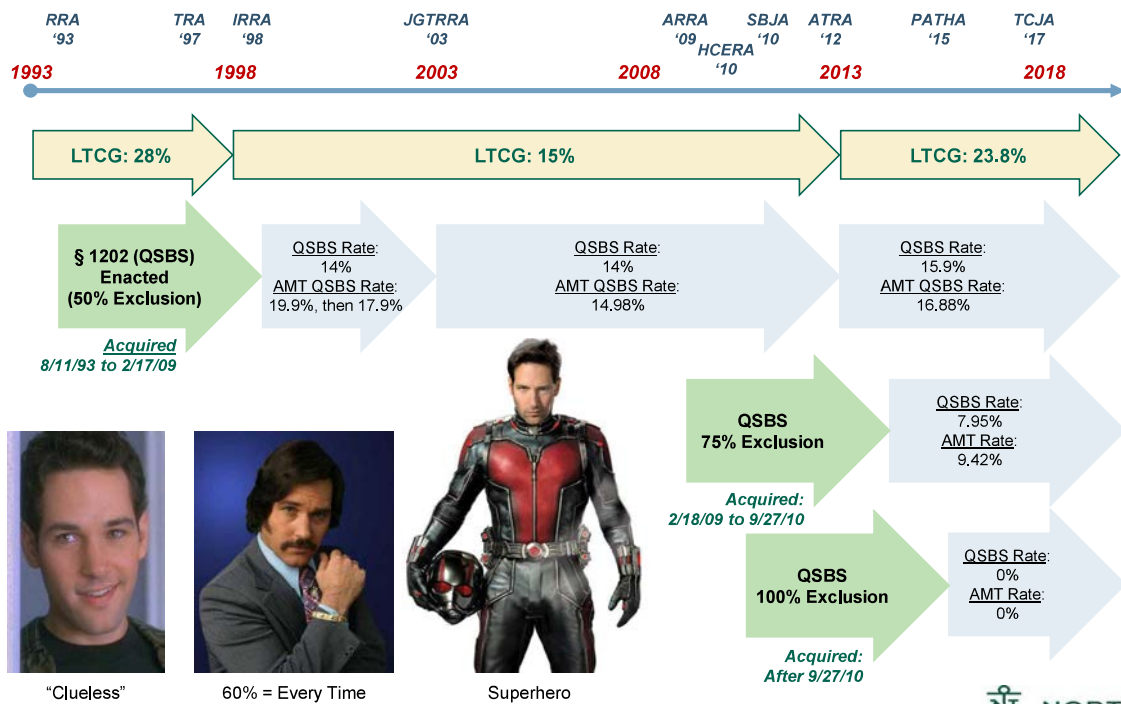 RRA
'93
TRA
'97
IRRA
'98
JGTRRA
'03
ARRA
'09
HCERA
'10
SBJA
'10
ATRA
'12
PATHA
'15
TCJA
'17
1993
1998
2003
2008
2013
2018
LTCG: 28%
LTCG: 15%
LTCG: 23.8%
§ 1202 (QSBS)
Enacted
(50% Exclusion)
Acquired
8/11/93 to 2/17/09
QSBS Rate:
14%
AMT QSBS Rate:
19.9%, then 17.9%
QSBS Rate:
14%
AMT QSBS Rate:
14.98%
QSBS Rate:
15.9%
AMT QSBS Rate:
16.88%
QSBS
75% Exclusion
Acquired:
2/18/09 to 9/27/10
QSBS Rate:
7.95%
AMT Rate:
9.42%
QSBS
100% Exclusion
Acquired:
After 9/27/10
QSBS Rate:
0%
AMT Rate:
0%
"Clueless"
60% = Every Time
Superhero